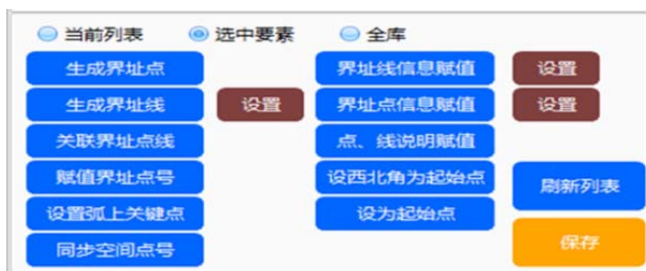 当前列表 选中要素 全库
生成界址点 界址线信息赋值 设置
生成界址线 设置 界址点信息赋值 设置
关联界址点线 点、线说明赋值
赋值界址点号 设西北角为起始点 刷新列表
设置弧上关键点 设为起始点
同步空间点号 保存